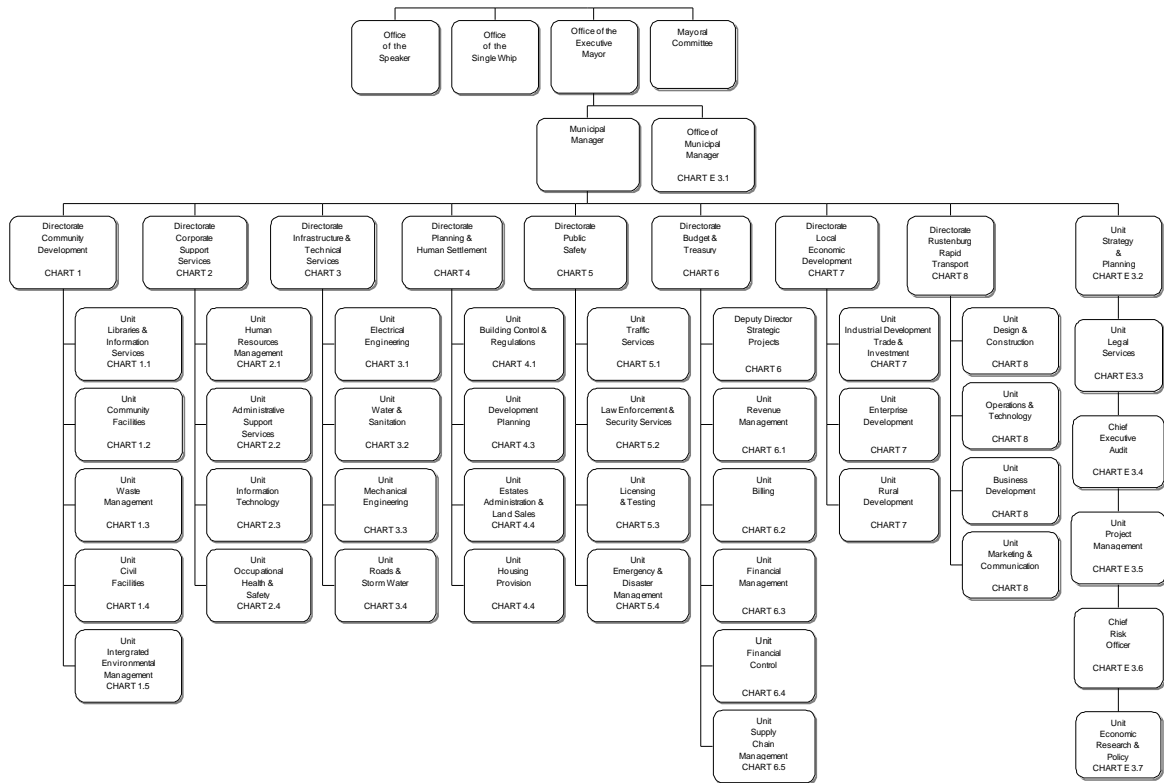 Office
of the
Speaker
Office
of the
Single Whip
Office of the
Executive
Mayor
Mayoral
Committee
Municipal
Manager
Office of
Municipal
Manager
CHART E 3.1
Directorate
Community
Development
CHART 1
Directorate
Corporate
Support
Services
CHART 2
Directorate
Infrastructure &
Technical
Services
CHART 3
Directorate
Planning &
Human Settlement
CHART 4
Directorate
Public
Safety
CHART 5
Directorate
Budget &
Treasury
CHART 6
Directorate
Local
Economic
Development
CHART 7
Directorate
Rustenburg
Rapid
Transport
CHART 8
Unit
Strategy
&
Planning
CHART E 3.2
Unit
Libraries &
Information
Services
CHART 1.1
Unit
Human
Resources
Management
CHART 2.1
Unit
Electrical
Engineering
CHART 3.1
Unit
Building Control &
Regulations
CHART 4.1
Unit
Traffic
Services
CHART 5.1
Deputy Director
Strategic
Projects
CHART 6
Unit
Industrial Development
Trade &
Investment
CHART 7
Unit
Design &
Construction
CHART 8
Unit
Legal
Services
CHART E3.3
Unit
Community
Facilities
CHART 1.2
Unit
Administrative
Support
Services
CHART 2.2
Unit
Water &
Sanitation
CHART 3.2
Unit
Development
Planning
CHART 4.3
Unit
Law Enforcement &
Security Services
CHART 5.2
Unit
Revenue
Management
CHART 6.1
Unit
Enterprise
Development
CHART 7
Unit
Operations &
Technology
CHART 8
Chief
Executive
Audit
CHART E 3.4
Unit
Waste
Management
CHART 1.3
Unit
Information
Technology
CHART 2.3
Unit
Mechanical
Engineering
CHART 3.3
Unit
Estates
Administration &
Land Sales
CHART 4.4
Unit
Licensing
& Testing
CHART 5.3
Unit
Billing
CHART 6.2
Unit
Rural
Development
CHART 7
Unit
Business
Development
CHART 8
Unit
Project
Management
CHART E 3.5
Unit
Civil
Facilities
CHART 1.4
Unit
Occupational
Health &
Safety
CHART 2.4
Unit
Roads &
Storm Water
CHART 3.4
Unit
Housing
Provision
CHART 4.4
Unit
Emergency &
Disaster
Management
CHART 5.4
Unit
Financial
Management
CHART 6.3
Unit
Marketing &
Communication
CHART 8
Chief
Risk
Officer
CHART E 3.6
Unit
Intergrated
Environmental
Management
CHART 1.5
Unit
Financial
Control
CHART 6.4
Unit
Supply
Chain
Management
CHART 6.5
Unit
Economic
Research &
Policy
CHART E 3.7